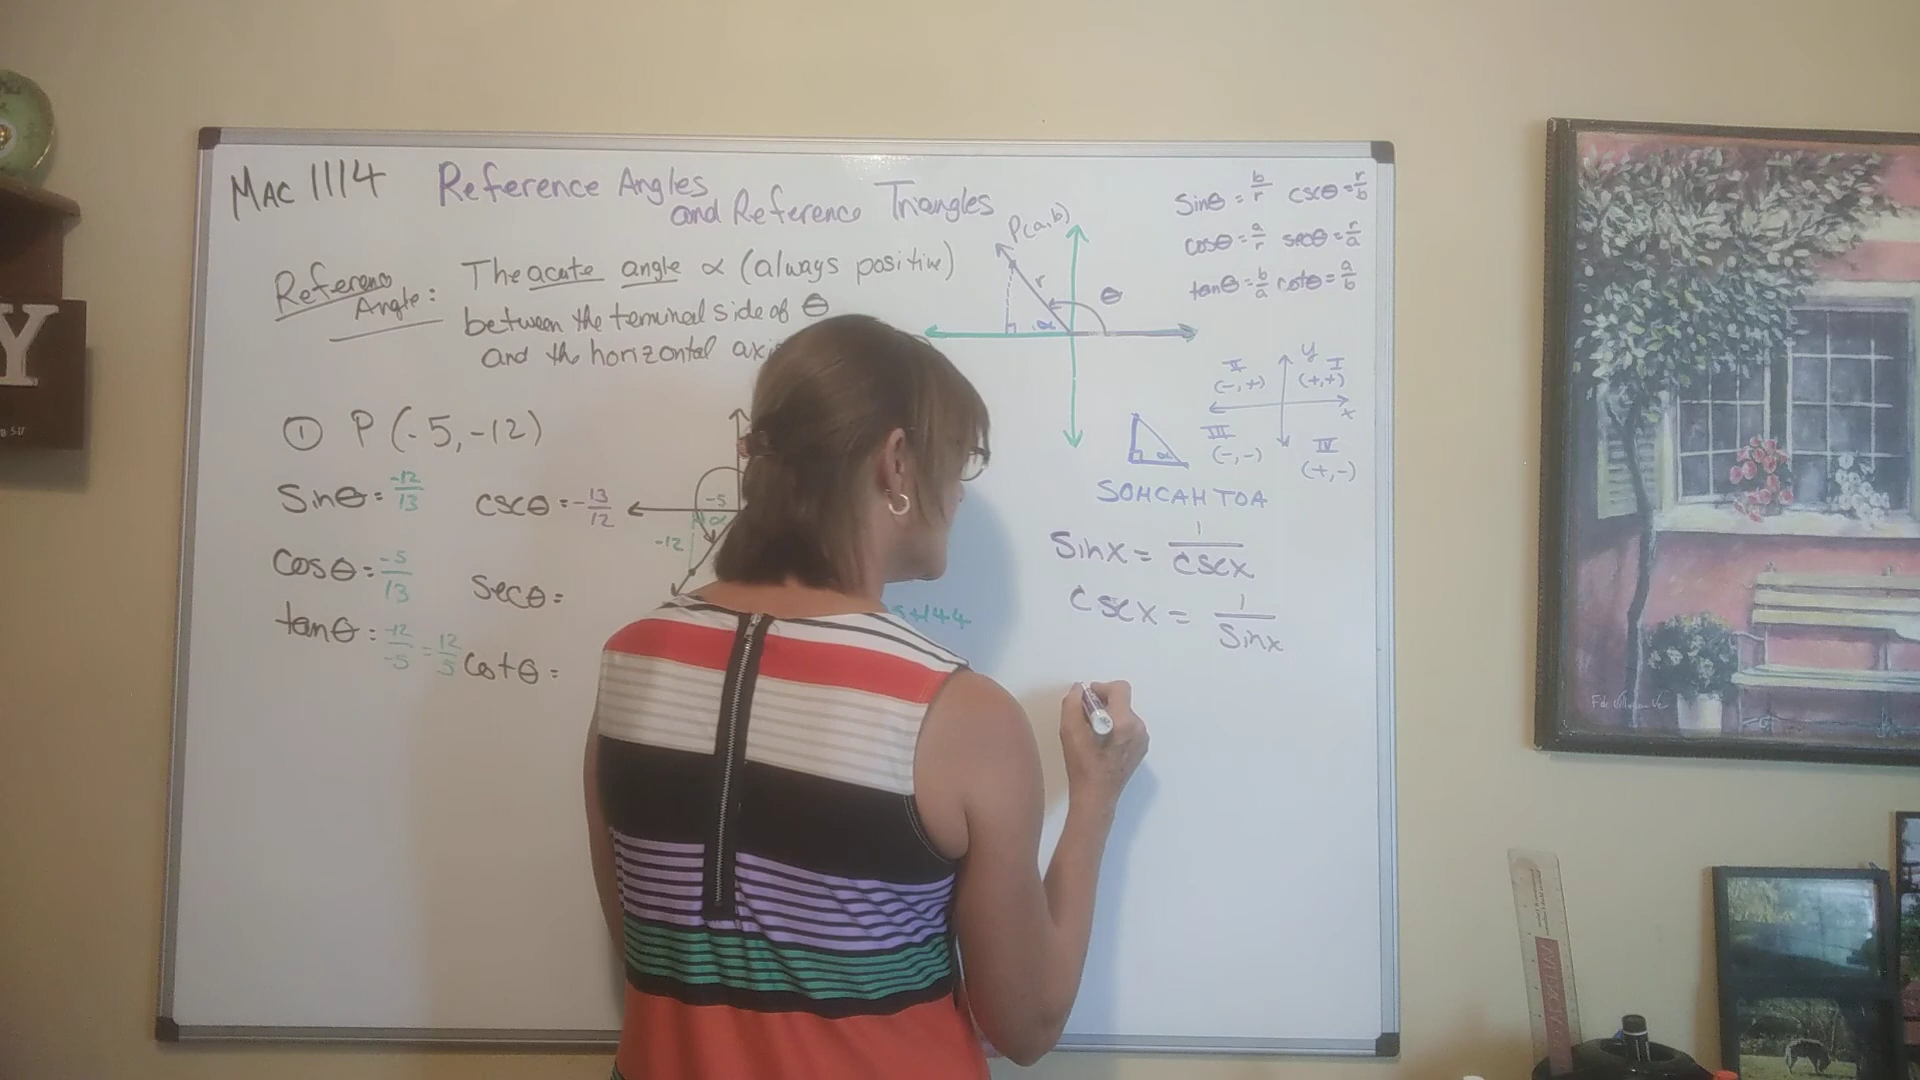 MAC 1114 Reference Angles
and Reference Triangles
Reference Angle: The acute angle α (always positive)
between the terminal side of θ
and the horizontal axi
P(a,b)
r
θ
α
sinθ = b/r cscθ = r/b
cosθ = a/r secθ = r/a
tanθ = b/a cotθ = a/b
y
II I
(-,+) (+,+)
x
III IV
(-,-) (+,-)
α
SOHCAHTOA
sinx = 1/cscx
cscx = 1/sinx
① P (-5,-12)
sinθ = -12/13 cscθ = -13/12
cosθ = -5/13 secθ =
tanθ = -12/-5 = 12/5 cotθ =
-5
α
-12
+144
Y